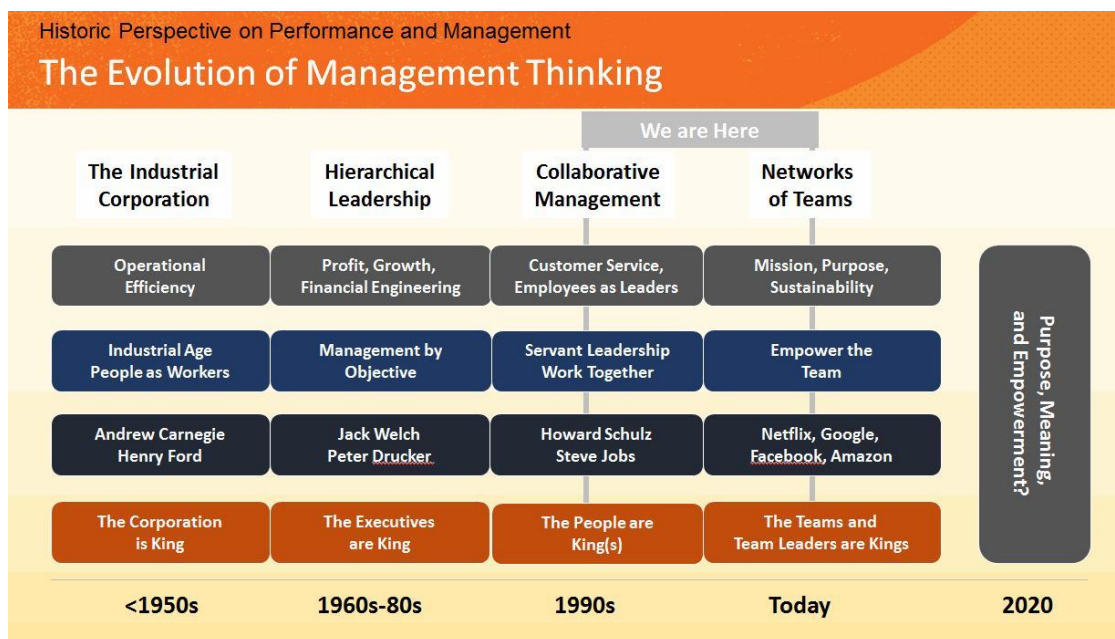 Historic Perspective on Performance and Management
The Evolution of Management Thinking
We are Here
The Industrial
Corporation
Hierarchical
Leadership
Collaborative
Management
Networks
of Teams
Operational
Efficiency
Profit, Growth,
Financial Engineering
Customer Service,
Employees as Leaders
Mission, Purpose,
Sustainability
Industrial Age
People as Workers
Management by
Objective
Servant Leadership
Work Together
Empower the
Team
Andrew Carnegie
Henry Ford
Jack Welch
Peter Drucker
Howard Schulz
Steve Jobs
Netflix, Google,
Facebook, Amazon
The Corporation
is King
The Executives
are King
The People are
King(s)
The Teams and
Team Leaders are Kings
Purpose, Meaning,
and Empowerment?
<1950s
1960s-80s
1990s
Today
2020